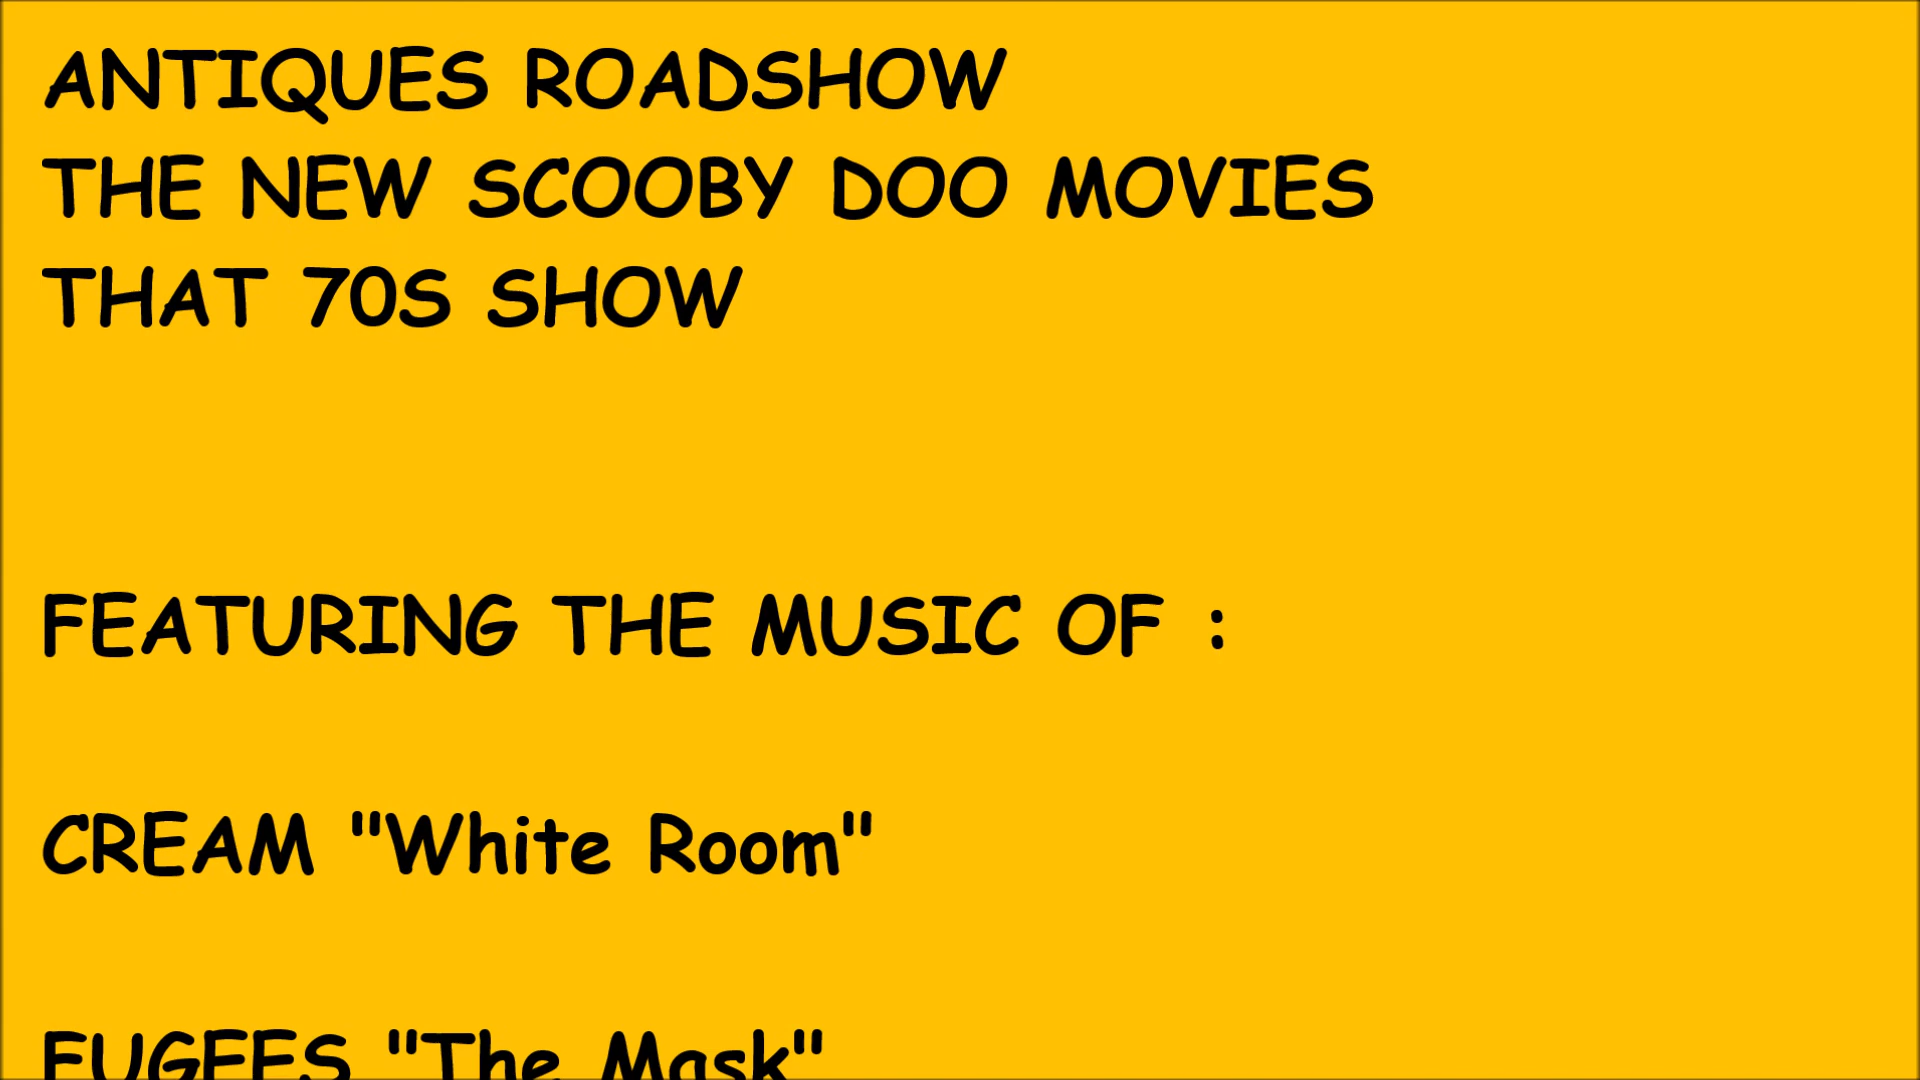 ANTIQUES ROADSHOW
THE NEW SCOOBY DOO MOVIES
THAT 70S SHOW
FEATURING THE MUSIC OF :
CREAM "White Room"
FUGEES "The Mask"